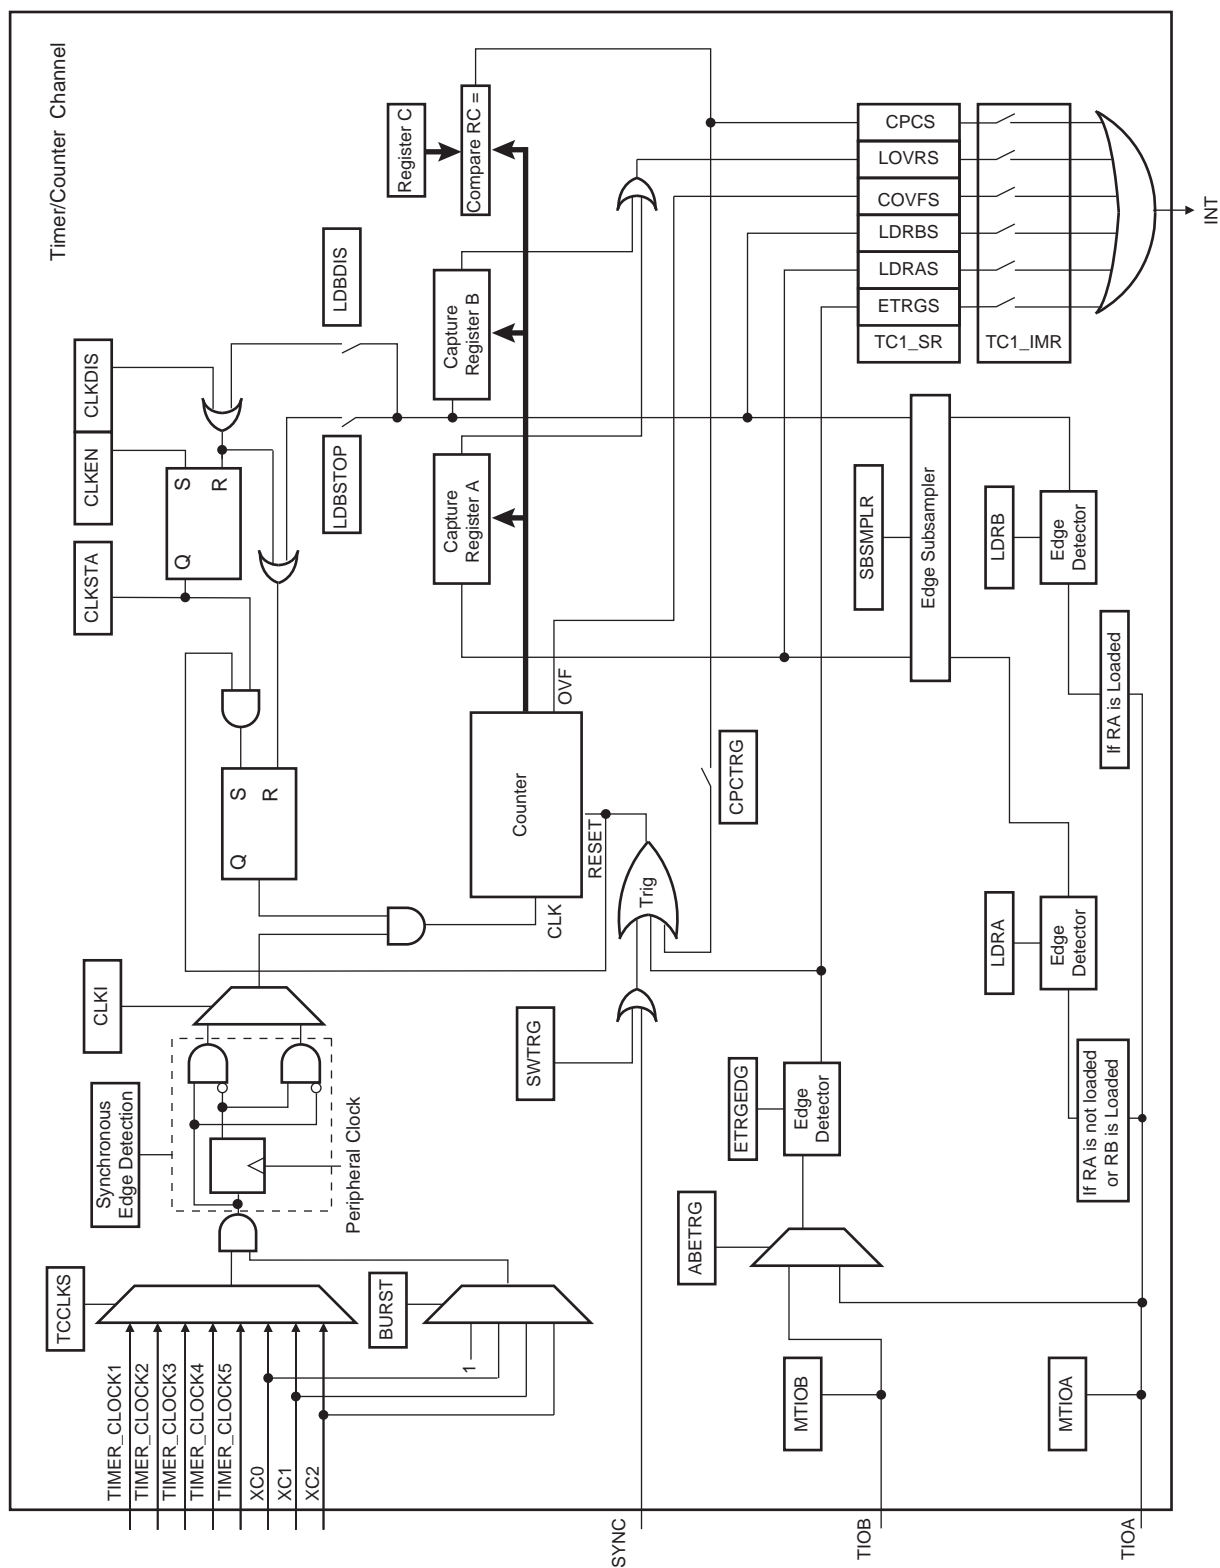 Timer/Counter Channel
TCCLKS
TIMER_CLOCK1
TIMER_CLOCK2
TIMER_CLOCK3
TIMER_CLOCK4
TIMER_CLOCK5
XC0
XC1
XC2
BURST
1
Synchronous
Edge Detection
Peripheral Clock
CLKI
CLKSTA
CLKEN
CLKDIS
Q
S
R
Q
S
R
LDBSTOP
LDBDIS
Register C
Capture
Register A
Capture
Register B
Compare RC =
Counter
CLK
OVF
RESET
SWTRG
SYNC
Trig
CPCTRG
ABETRG
ETRGEDG
Edge
Detector
MTIOB
TIOB
MTIOA
TIOA
SBSMPLR
Edge Subsampler
LDRA
Edge
Detector
If RA is not loaded
or RB is Loaded
LDRB
Edge
Detector
If RA is Loaded
CPCS
LOVRS
COVFS
LDRBS
LDRAS
ETRGS
TC1_SR
TC1_IMR
INT